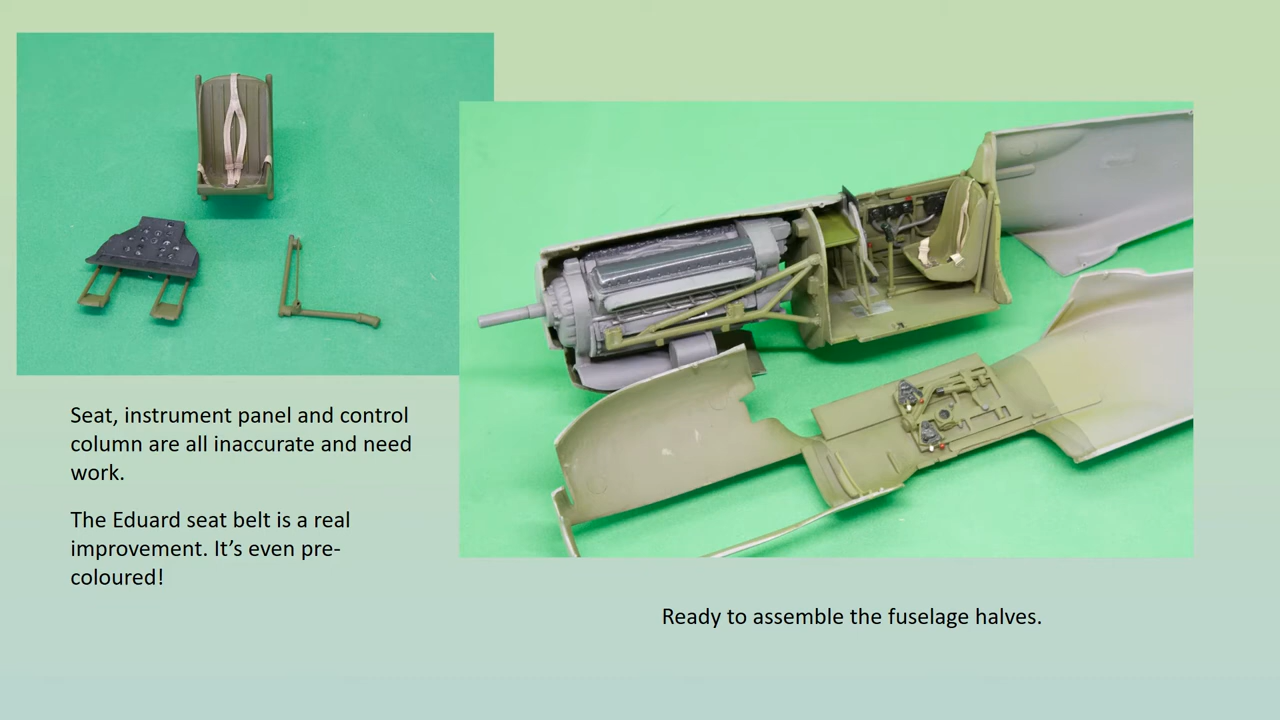 Seat, instrument panel and control
column are all inaccurate and need
work.
The Eduard seat belt is a real
improvement. It’s even pre-
coloured!
Ready to assemble the fuselage halves.